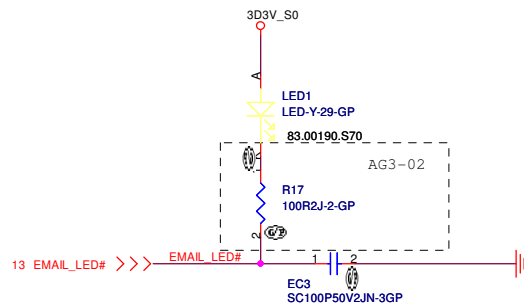 3D3V_S0
A
LED1
LED-Y-29-GP
83.00190.S70
K
AG3-02
1
R17
100R2J-2-GP
2
G/P
13 EMAIL_LED#
EMAIL_LED#
1
2
EC3
SC100P50V2JN-3GP